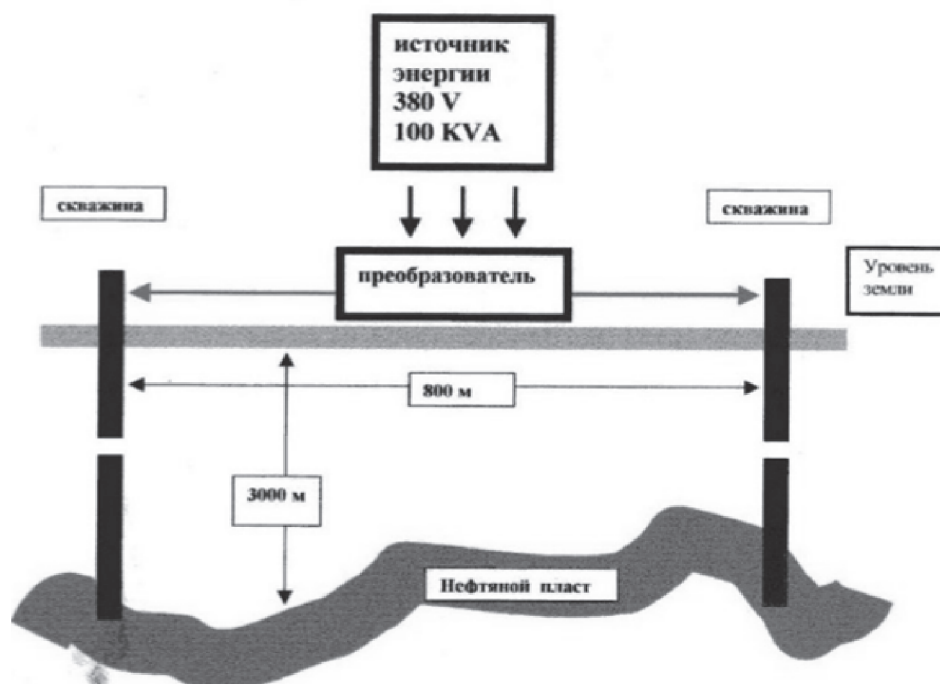 источник
энергии
380 V
100 KVA
скважина
скважина
преобразователь
Уровень
земли
800 м
3000 м
Нефтяной пласт